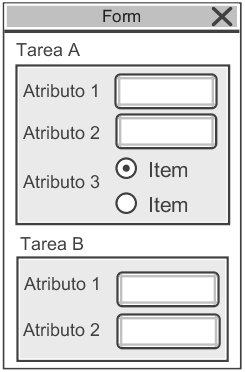 Form
Tarea A
Atributo 1
Atributo 2
Atributo 3
Item
Item
Tarea B
Atributo 1
Atributo 2